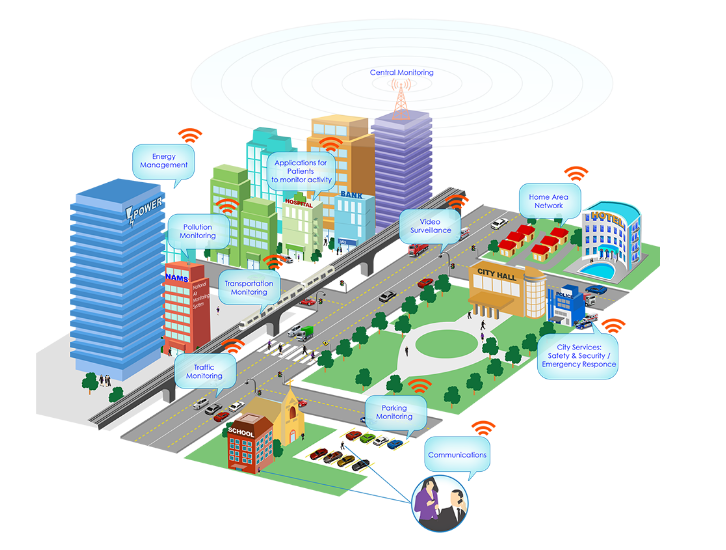 Central Monitoring
Energy
Management
Applications for
Patients
to monitor activity
POWER
HOSPITAL
BANK
Home Area
Network
HOTEL
Pollution
Monitoring
Video
Surveillance
NAMS
National
Air
Monitoring
System
Transportation
Monitoring
CITY HALL
City Services:
Safety & Security /
Emergency Responce
Traffic
Monitoring
Parking
Monitoring
SCHOOL
Communications